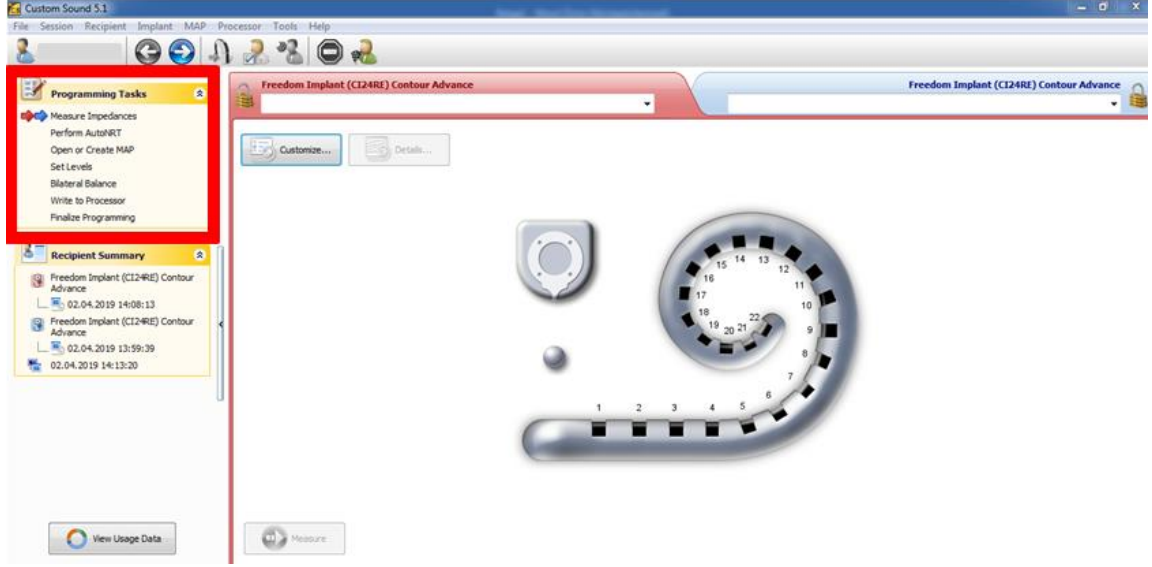 Custom Sound 5.1
File Session Recipient Implant MAP Processor Tools Help
Programming Tasks
Measure Impedances
Perform AutoNRT
Open or Create MAP
Set Levels
Bilateral Balance
Write to Processor
Finalize Programming
Recipient Summary
Freedom Implant (CI24RE) Contour
Advance
02.04.2019 14:08:13
Freedom Implant (CI24RE) Contour
Advance
02.04.2019 13:59:39
02.04.2019 14:13:20
View Usage Data
Freedom Implant (CI24RE) Contour Advance
Freedom Implant (CI24RE) Contour Advance
Customize...
Details...
15 14 13 12
16 11
17 10
18 19 20 21 22 9
8
7
6
1 2 3 4 5
Measure